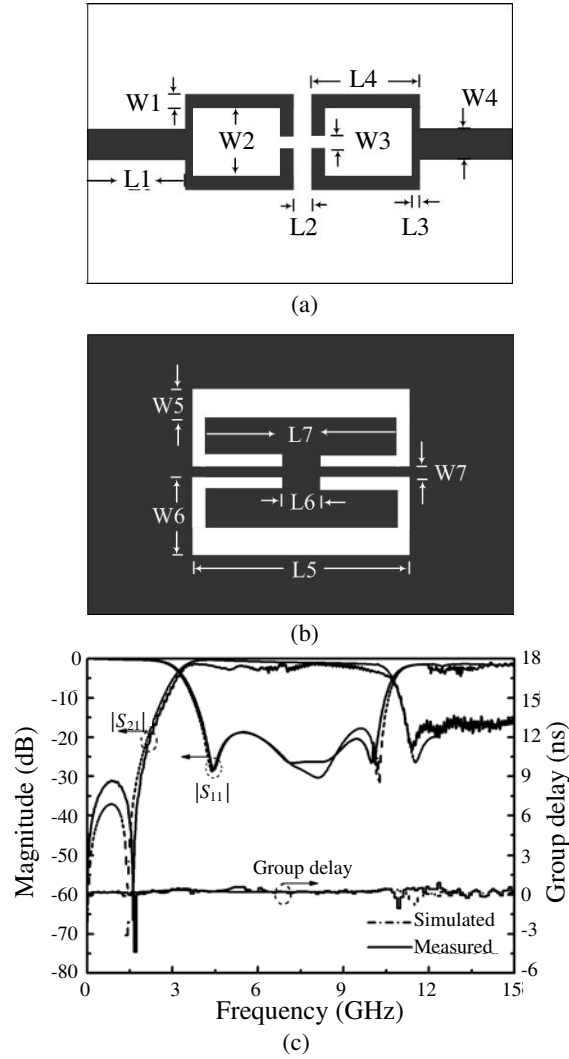 W1
L4
W4
W2
W3
L1
L2
L3
(a)
W5
L7
W7
W6
L6
L5
(b)
0
-10
-20
-30
-40
-50
-60
-70
-80
Magnitude (dB)
|S21|
|S11|
Group delay
Simulated
Measured
18
15
12
9
6
3
0
-3
-6
Group delay (ns)
0 3 6 9 12 15
Frequency (GHz)
(c)